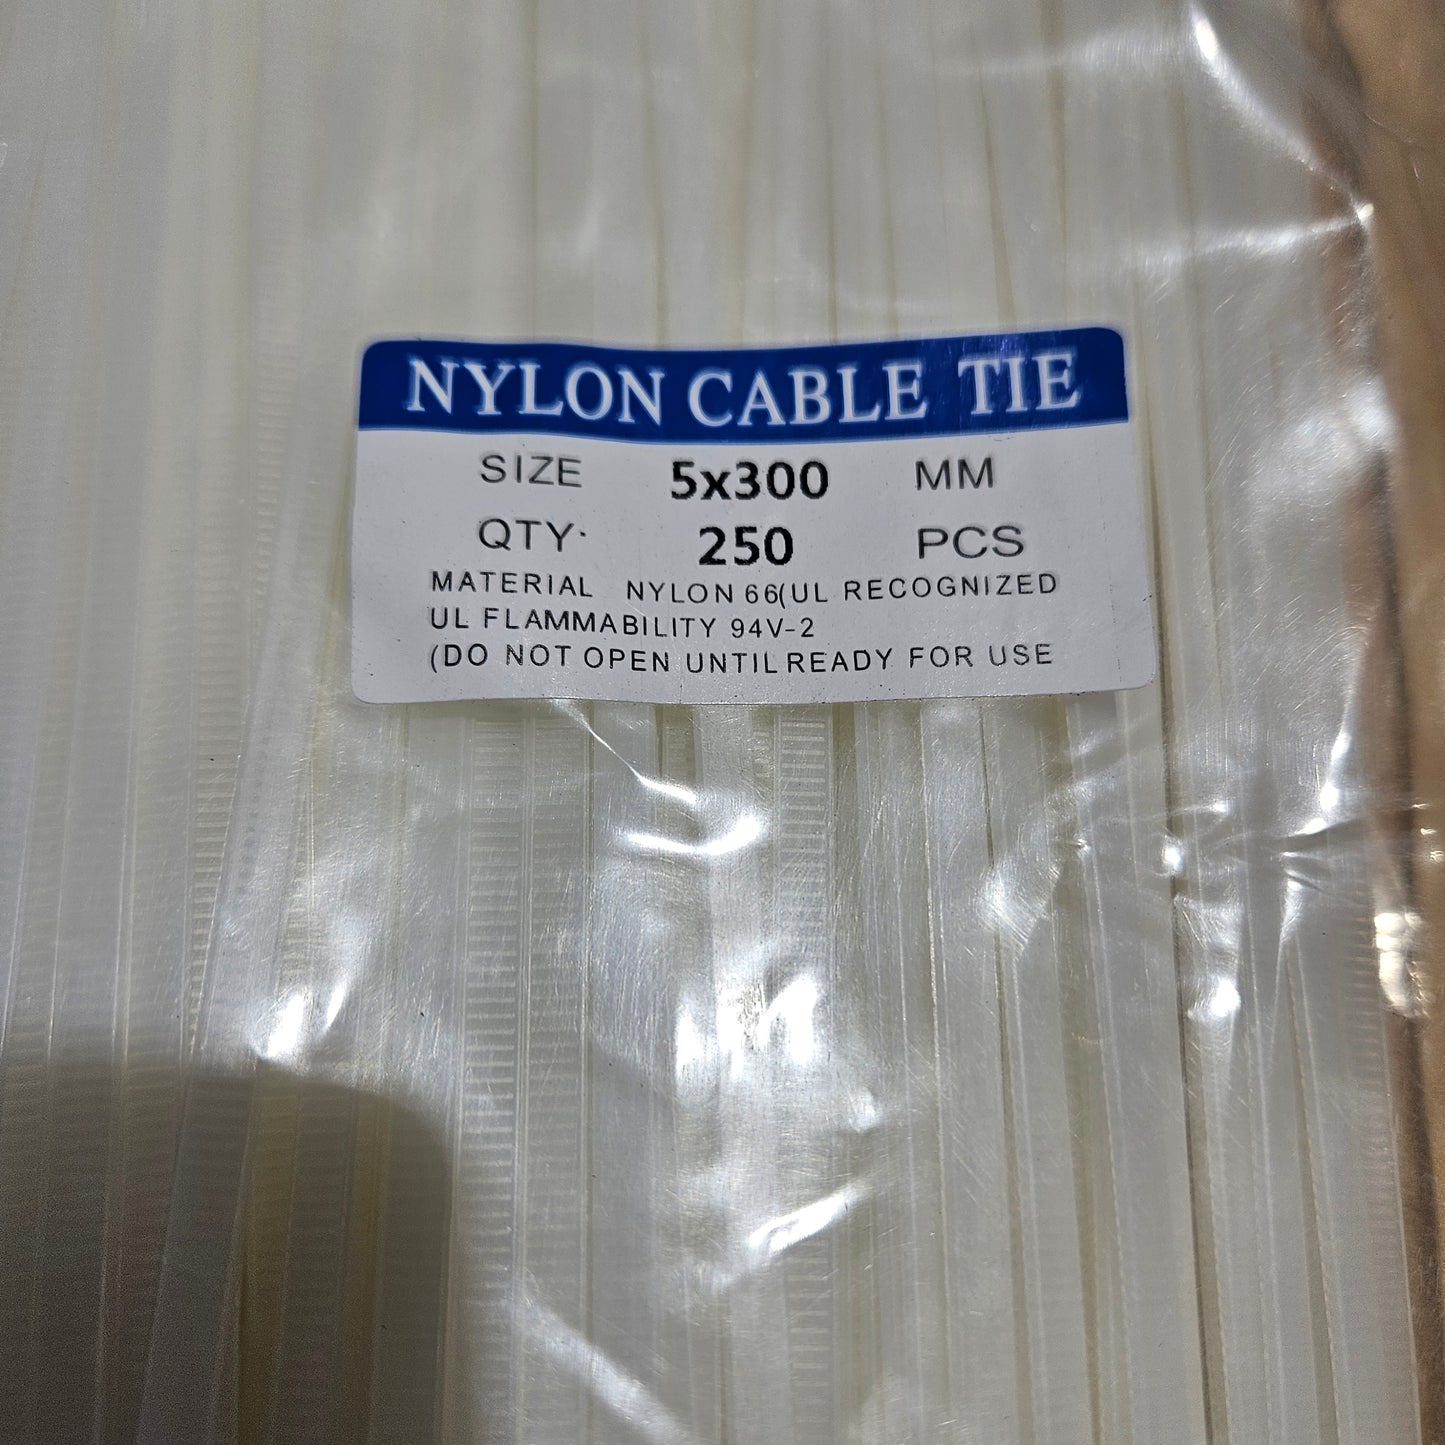 NYLON CABLE TIE
SIZE 5x300 MM
QTY· 250 PCS
MATERIAL NYLON 66(UL RECOGNIZED
UL FLAMMABILITY 94V-2
(DO NOT OPEN UNTIL READY FOR USE